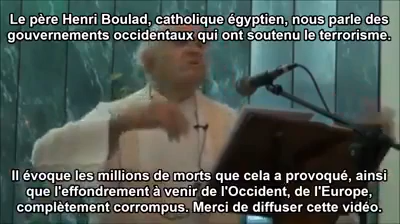 Le père Henri Boulad, catholique égyptien, nous parle des
gouvernements occidentaux qui ont soutenu le terrorisme.
Il évoque les millions de morts que cela a provoqué, ainsi
que l'effondrement à venir de l'Occident, de l'Europe,
complètement corrompus. Merci de diffuser cette vidéo.